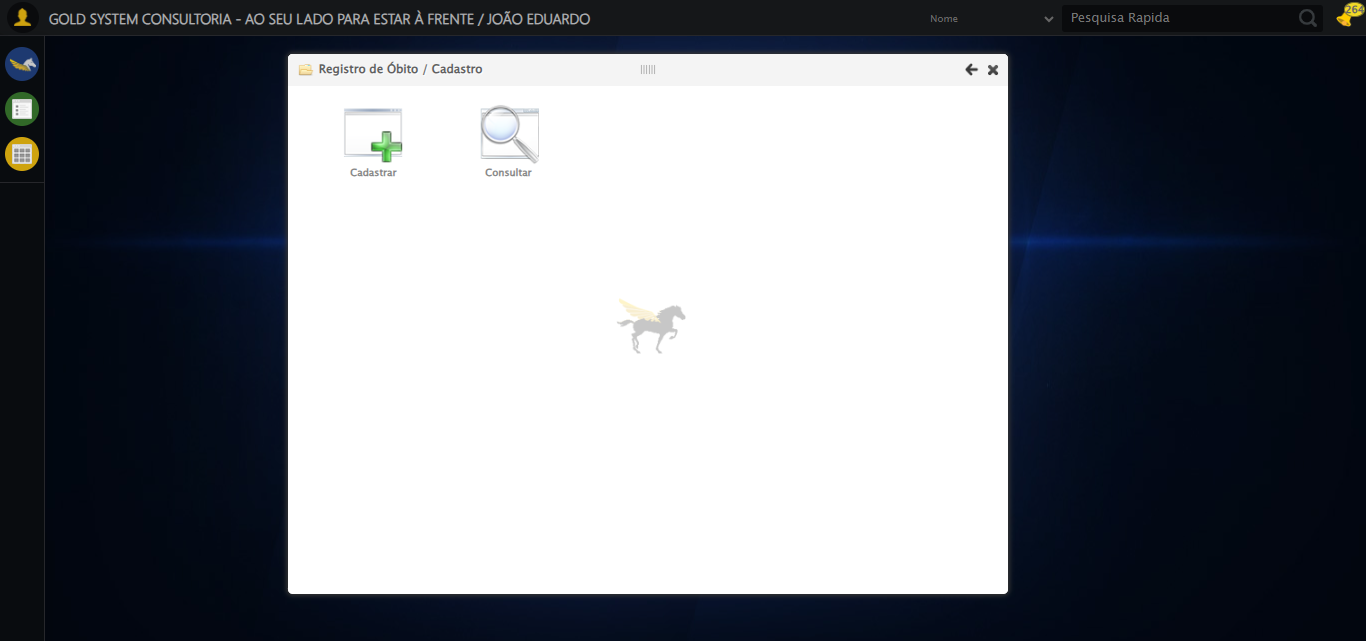 GOLD SYSTEM CONSULTORIA - AO SEU LADO PARA ESTAR À FRENTE / JOÃO EDUARDO
Nome
Pesquisa Rapida
264
Registro de Óbito / Cadastro
Cadastrar
Consultar